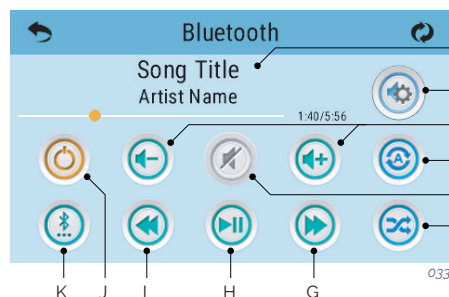 Bluetooth
Song Title
Artist Name
1:40/5:56
A
K J I H G
033